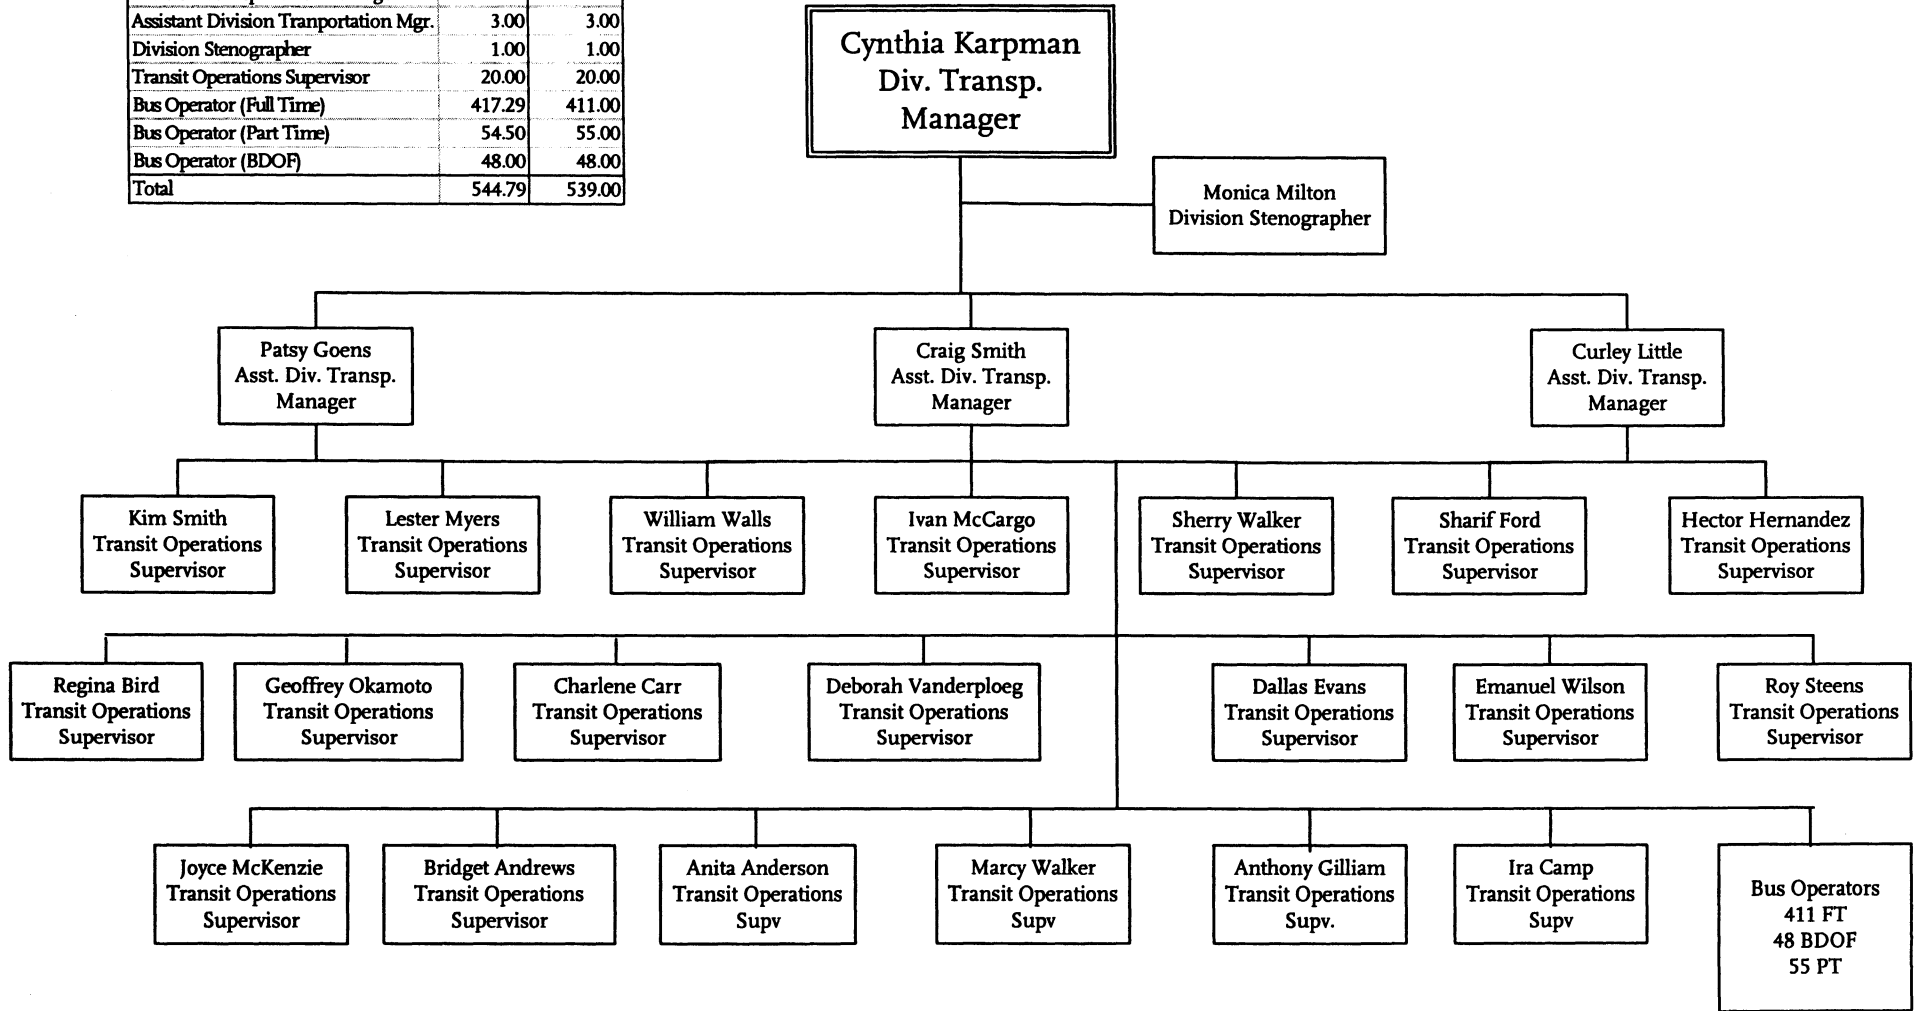 Assistant Division Tranportation Mgr. 3.00 3.00
Division Stenographer 1.00 1.00
Transit Operations Supervisor 20.00 20.00
Bus Operator (Full Time) 417.29 411.00
Bus Operator (Part Time) 54.50 55.00
Bus Operator (BDOF) 48.00 48.00
Total 544.79 539.00
Cynthia Karpman
Div. Transp.
Manager
Monica Milton
Division Stenographer
Patsy Goens
Asst. Div. Transp.
Manager
Craig Smith
Asst. Div. Transp.
Manager
Curley Little
Asst. Div. Transp.
Manager
Kim Smith
Transit Operations
Supervisor
Lester Myers
Transit Operations
Supervisor
William Walls
Transit Operations
Supervisor
Ivan McCargo
Transit Operations
Supervisor
Sherry Walker
Transit Operations
Supervisor
Sharif Ford
Transit Operations
Supervisor
Hector Hernandez
Transit Operations
Supervisor
Regina Bird
Transit Operations
Supervisor
Geoffrey Okamoto
Transit Operations
Supervisor
Charlene Carr
Transit Operations
Supervisor
Deborah Vanderploeg
Transit Operations
Supervisor
Dallas Evans
Transit Operations
Supervisor
Emanuel Wilson
Transit Operations
Supervisor
Roy Steens
Transit Operations
Supervisor
Joyce McKenzie
Transit Operations
Supervisor
Bridget Andrews
Transit Operations
Supervisor
Anita Anderson
Transit Operations
Supv
Marcy Walker
Transit Operations
Supv
Anthony Gilliam
Transit Operations
Supv.
Ira Camp
Transit Operations
Supv
Bus Operators
411 FT
48 BDOF
55 PT